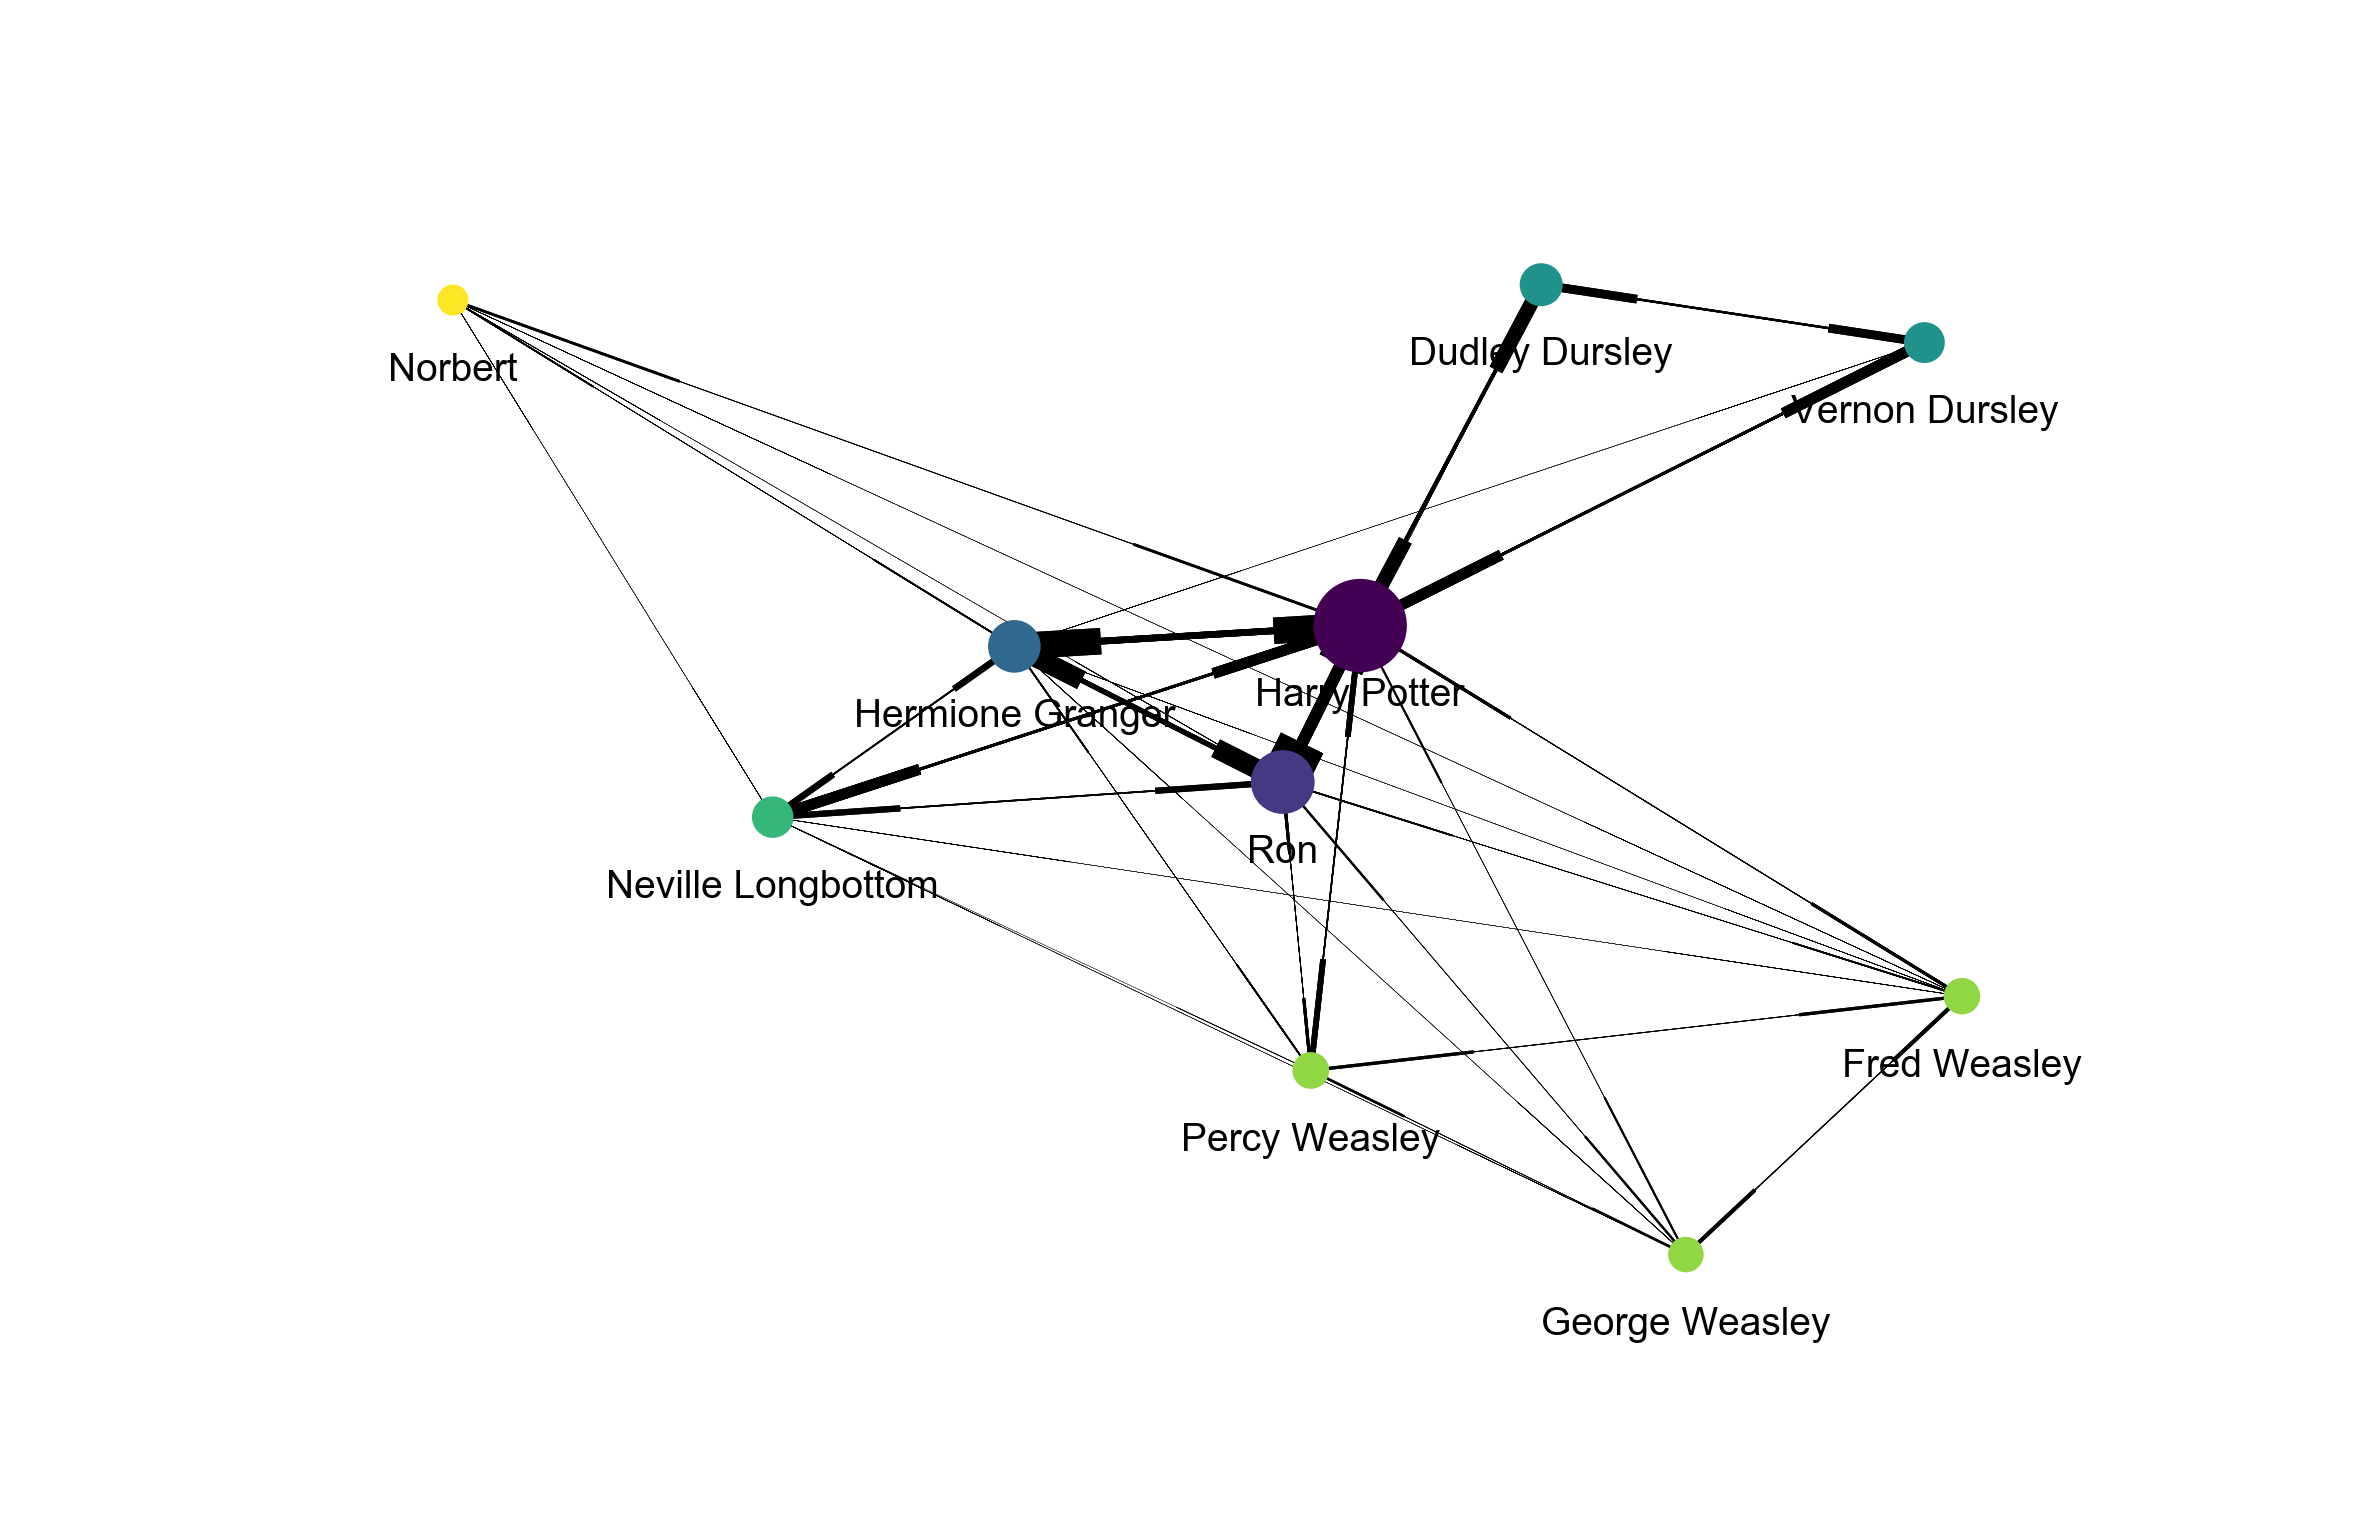 Dudley Dursley
Norbert
Vernon Dursley
Harry Potter
Hermione Granger
Ron
Neville Longbottom
Fred Weasley
Percy Weasley
George Weasley